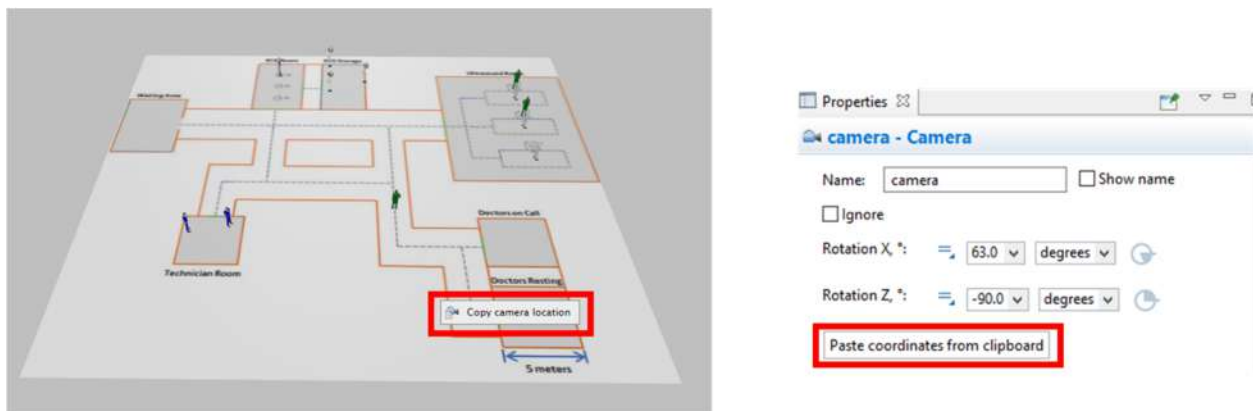 Waiting Area
Ultrasound
Doctors on Call
Technician Room
Doctors Resting
Copy camera location
5 meters
Properties
camera - Camera
Name: camera Show name
Ignore
Rotation X, °: 63.0 degrees
Rotation Z, °: -90.0 degrees
Paste coordinates from clipboard